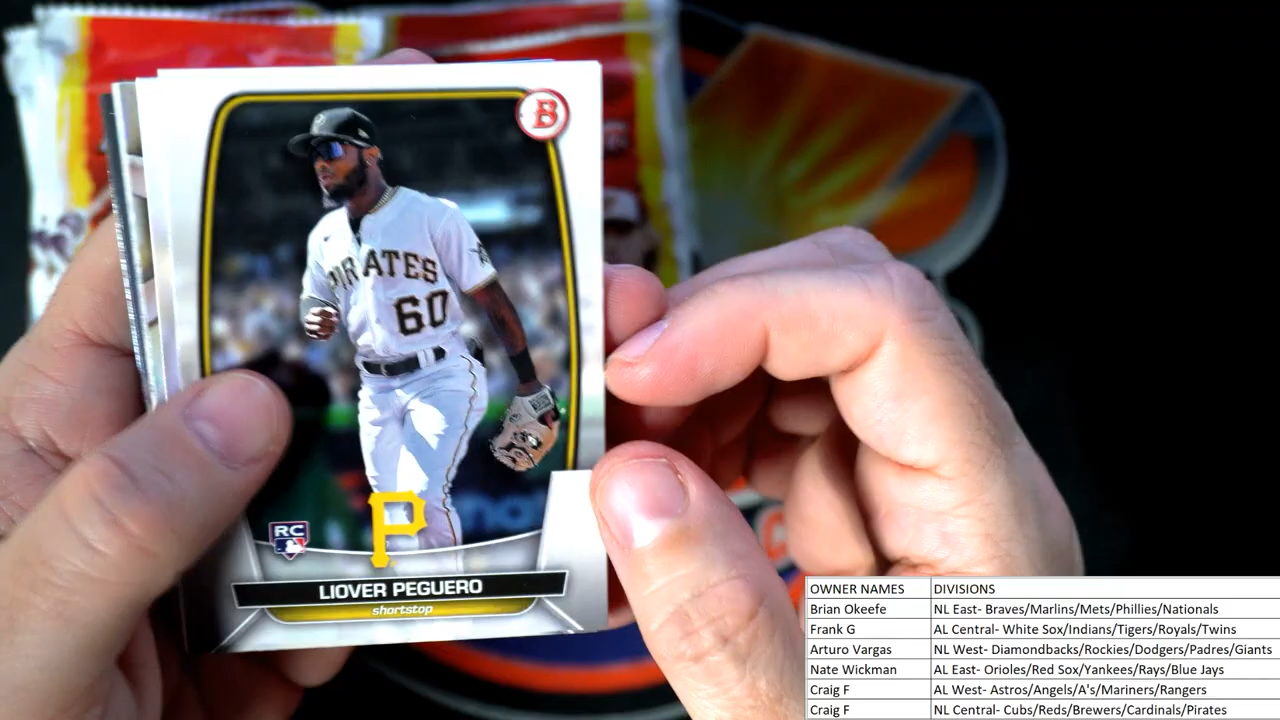 B
PIRATES
60
P
RC
LIOVER PEGUERO
shortstop
OWNER NAMES DIVISIONS
Brian Okeefe NL East- Braves/Marlins/Mets/Phillies/Nationals
Frank G AL Central- White Sox/Indians/Tigers/Royals/Twins
Arturo Vargas NL West- Diamondbacks/Rockies/Dodgers/Padres/Giants
Nate Wickman AL East- Orioles/Red Sox/Yankees/Rays/Blue Jays
Craig F AL West- Astros/Angels/A's/Mariners/Rangers
Craig F NL Central- Cubs/Reds/Brewers/Cardinals/Pirates